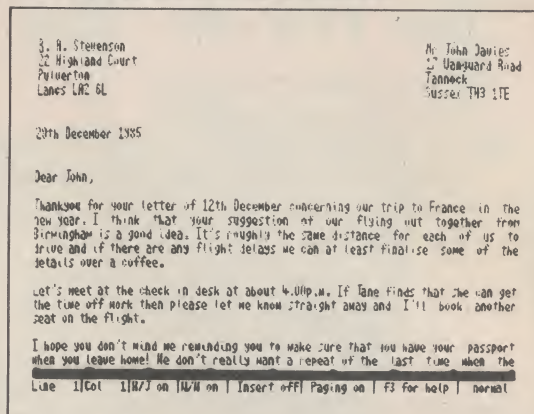 B. A. Stevenson
22 Highland Court
Pulverton
Lancs LA2 6L
Mr John Davies
17 Vanguard Road
Tannock
Sussex TN3 1TE
20th December 1985
Dear John,
Thankyou for your letter of 12th December concerning our trip to France in the
new year. I think that your suggestion of our flying out together from
Birmingham is a good idea. It's roughly the same distance for each of us to
drive and if there are any flight delays we can at least finalise some of the
details over a coffee.
Let's meet at the check in desk at about 4.00p.m. If Jane finds that she can get
the time off work then please let me know straight away and I'll book another
seat on the flight.
I hope you don't mind me reminding you to make sure that you have your passport
when you leave home! We don't really want a repeat of the last time when the
Line 1|Col 1|R/J on |W/W on | Insert off| Paging on | f3 for help | normal